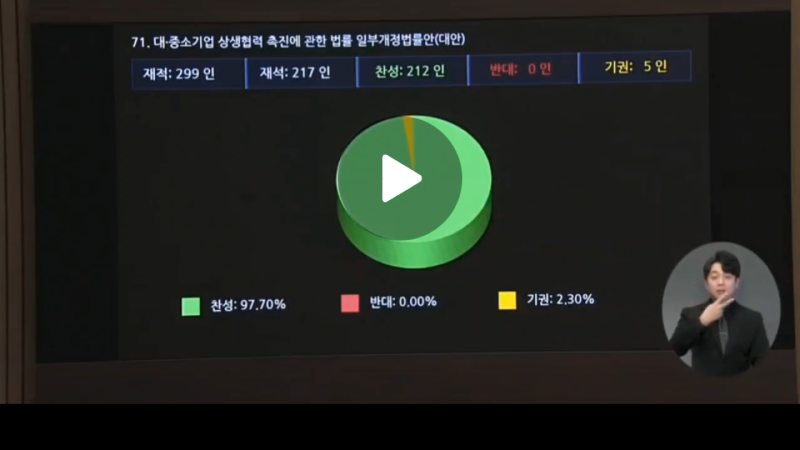 71. 대·중소기업 상생협력 촉진에 관한 법률 일부개정법률안(대안)
재적: 299 인 재석: 217 인 찬성: 212 인 반대: 0 인 기권: 5 인
찬성: 97.70% 반대: 0.00% 기권: 2.30%